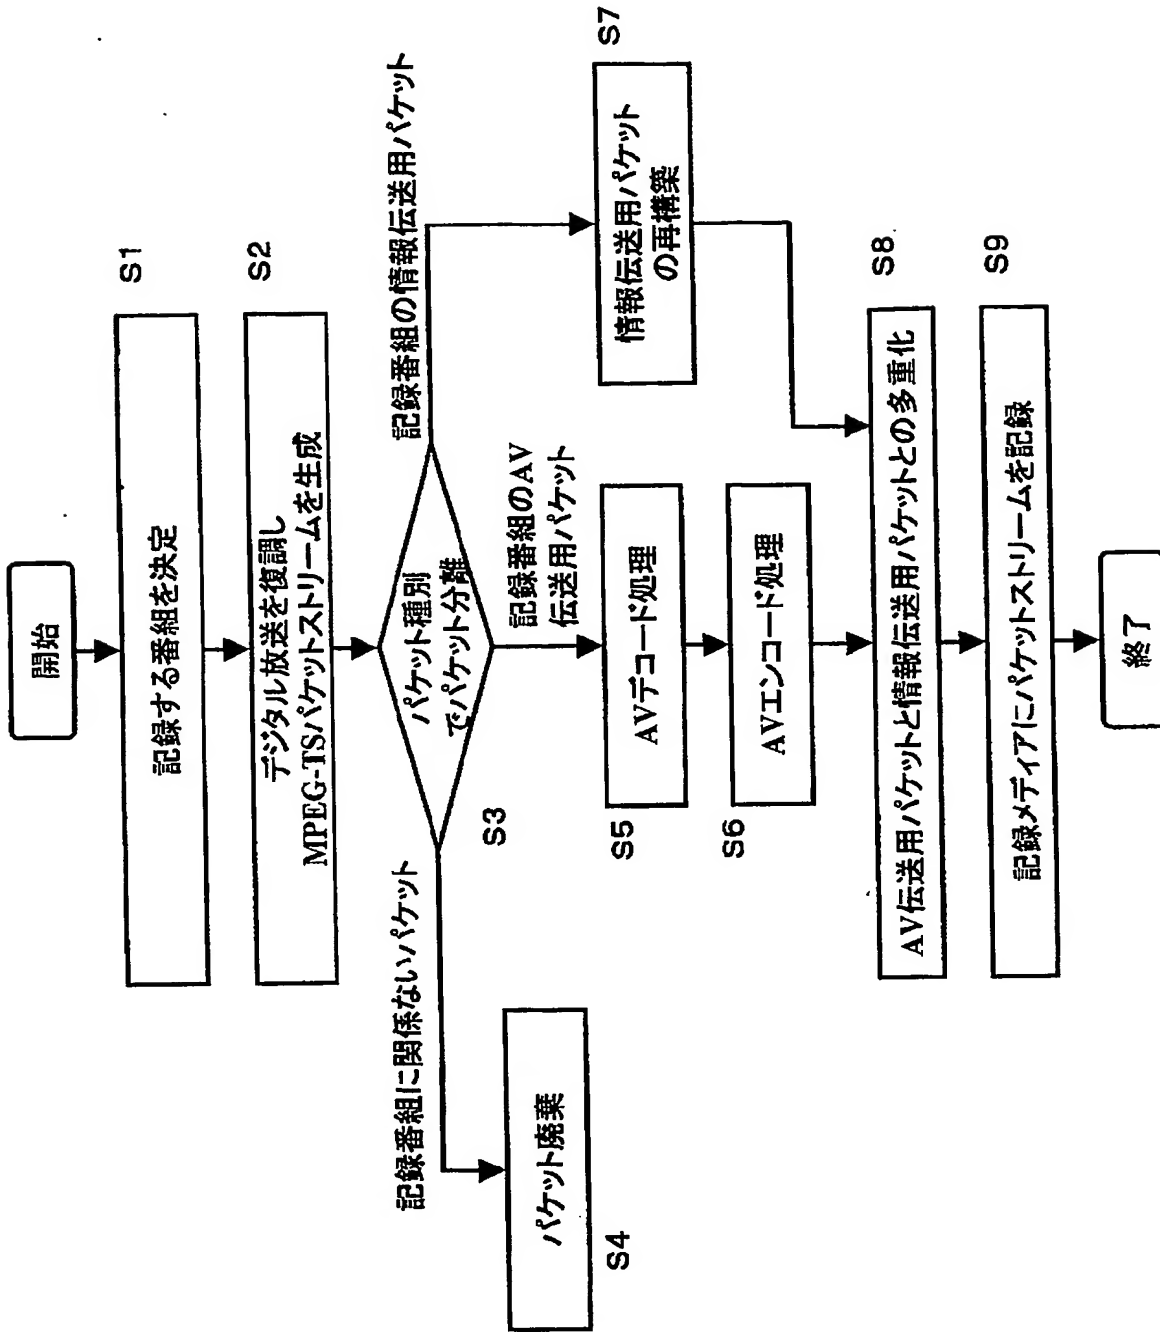 開始
記録する番組を決定
S1
デジタル放送を復調し
MPEG-TSパケットストリームを生成
S2
パケット種別
でパケット分離
S3
記録番組に関係ないパケット
記録番組のAV
伝送用パケット
記録番組の情報伝送用パケット
パケット廃棄
S4
AVデコード処理
S5
AVエンコード処理
S6
情報伝送用パケット
の再構築
S7
AV伝送用パケットと情報伝送用パケットとの多重化
S8
記録メディアにパケットストリームを記録
S9
終了